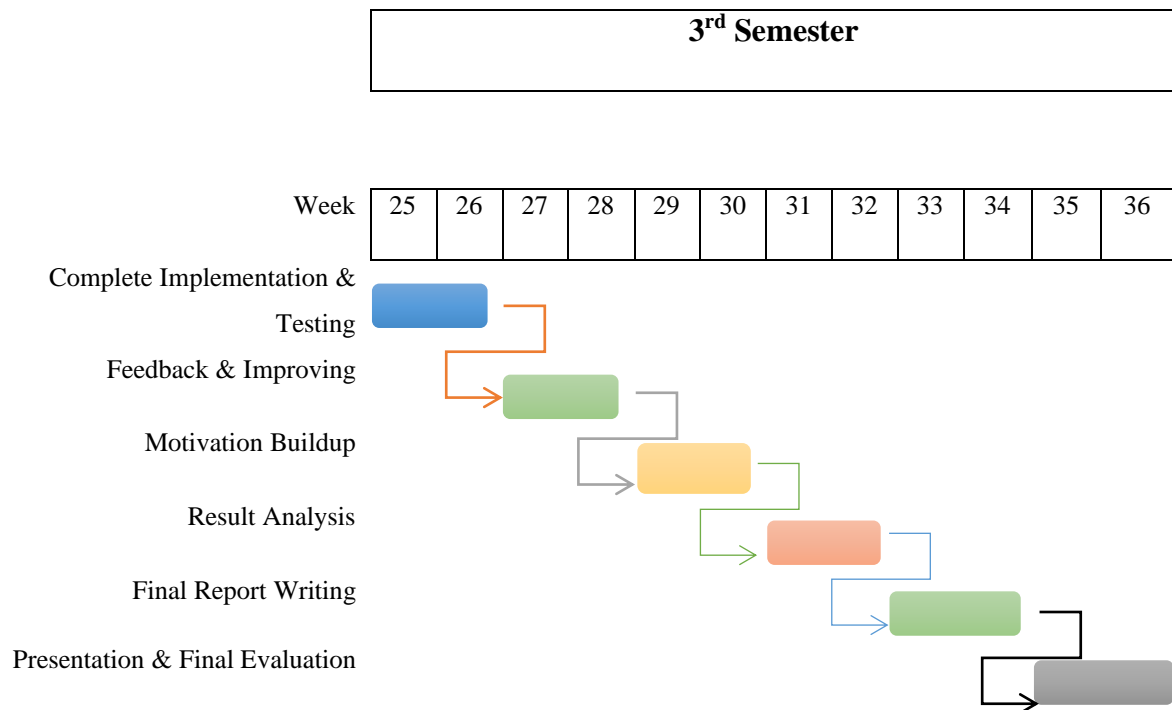 3rd Semester
Week 25 26 27 28 29 30 31 32 33 34 35 36
Complete Implementation &
Testing
Feedback & Improving
Motivation Buildup
Result Analysis
Final Report Writing
Presentation & Final Evaluation